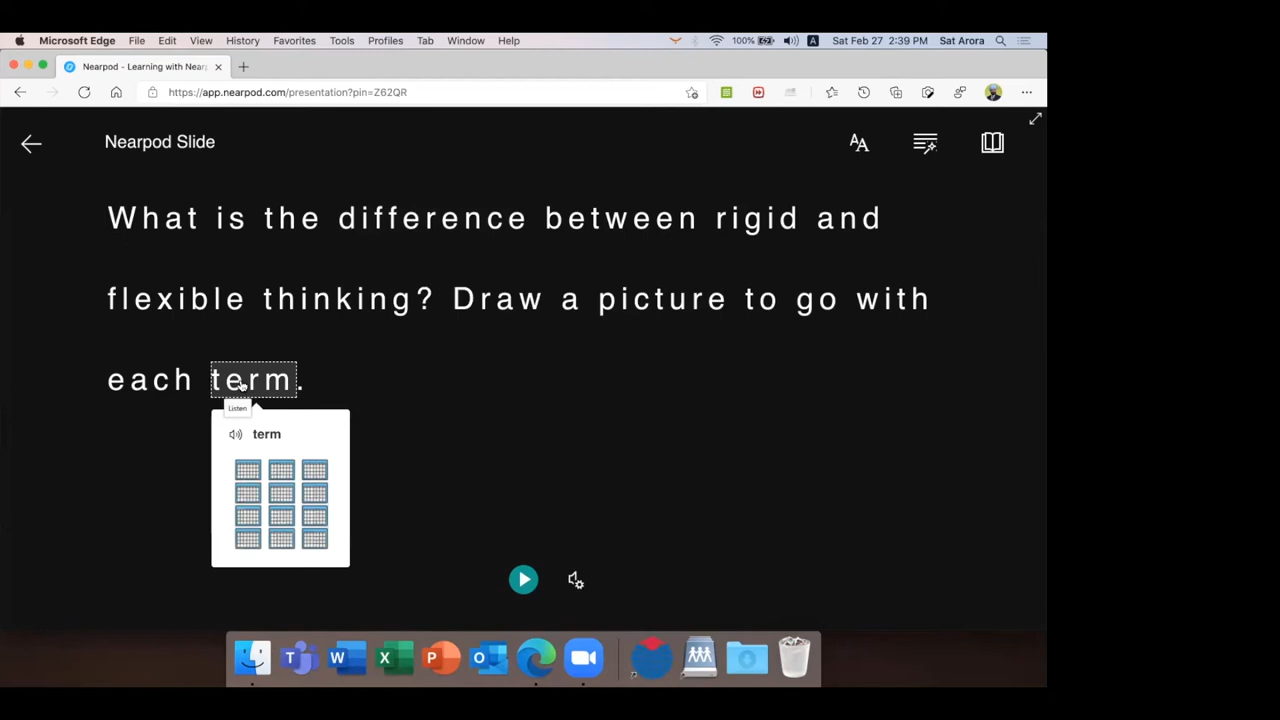 Microsoft Edge File Edit View History Favorites Tools Profiles Tab Window Help 100% A Sat Feb 27 2:39 PM Sat Arora
Nearpod - Learning with Nearp
https://app.nearpod.com/presentation?pin=Z62QR
Nearpod Slide
What is the difference between rigid and
flexible thinking? Draw a picture to go with
each term.
Listen
term